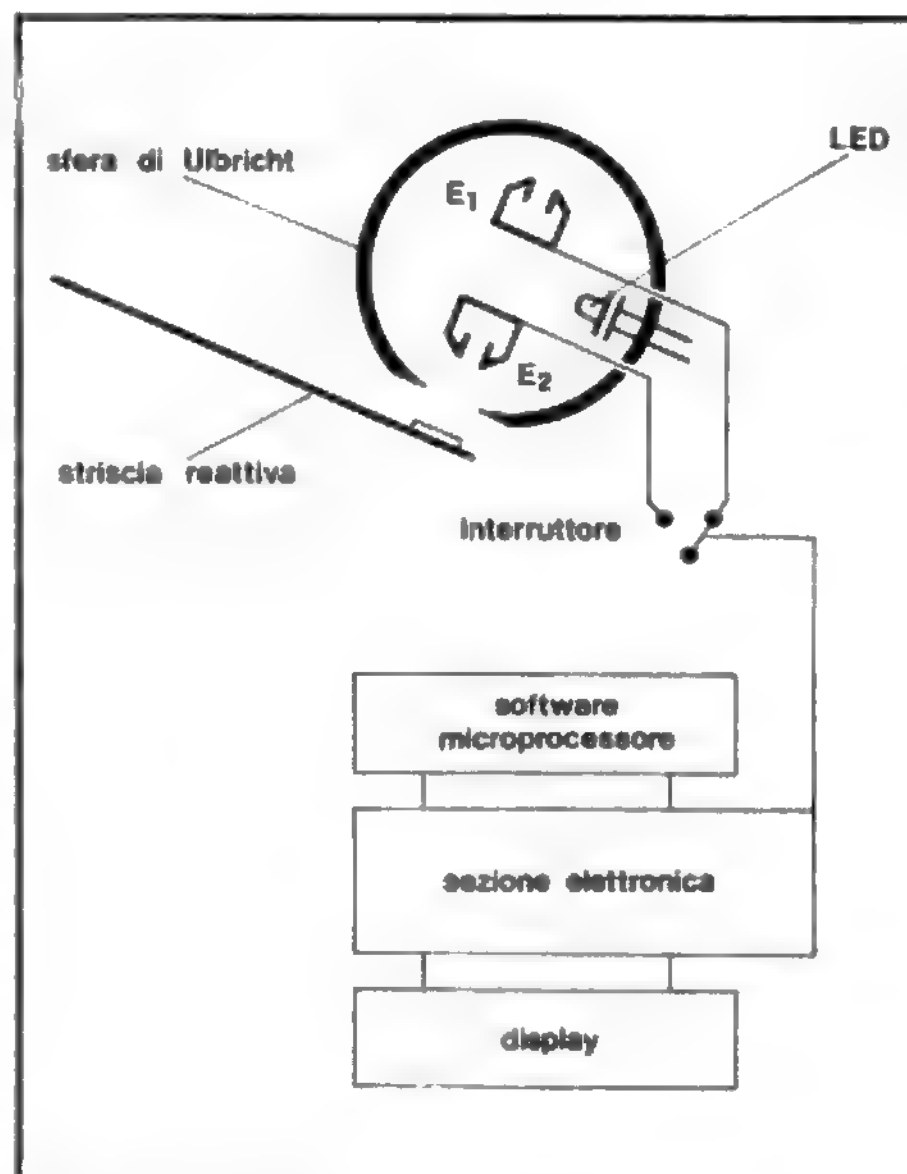 LED
sfera di Ulbricht
E1
E2
striscia reattiva
interruttore
software
microprocessore
sezione elettronica
display